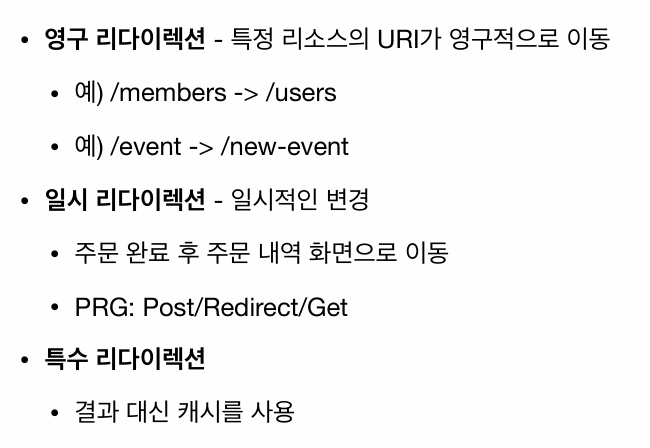 • 영구 리다이렉션 - 특정 리소스의 URI가 영구적으로 이동
• 예) /members -> /users
• 예) /event -> /new-event
• 일시 리다이렉션 - 일시적인 변경
• 주문 완료 후 주문 내역 화면으로 이동
• PRG: Post/Redirect/Get
• 특수 리다이렉션
• 결과 대신 캐시를 사용